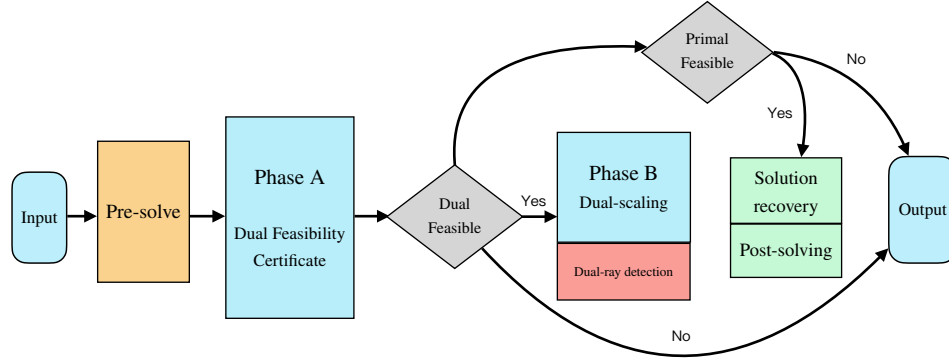 Primal
Feasible
No
Yes
Input
Pre-solve
Phase A
Dual Feasibility
Certificate
Dual
Feasible
Yes
Phase B
Dual-scaling
Dual-ray detection
Solution
recovery
Post-solving
Output
No